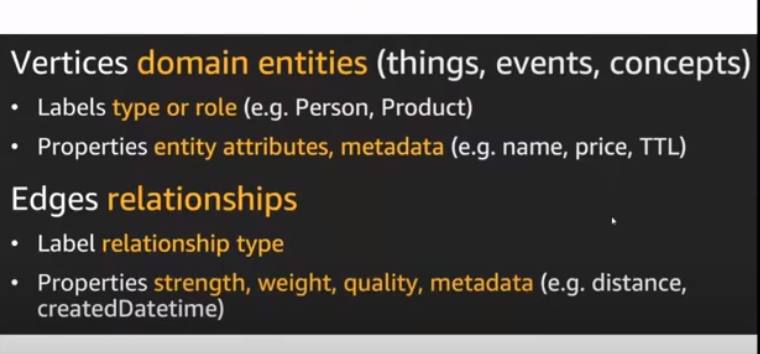 Vertices domain entities (things, events, concepts)
• Labels type or role (e.g. Person, Product)
• Properties entity attributes, metadata (e.g. name, price, TTL)
Edges relationships
• Label relationship type
• Properties strength, weight, quality, metadata (e.g. distance,
createdDatetime)